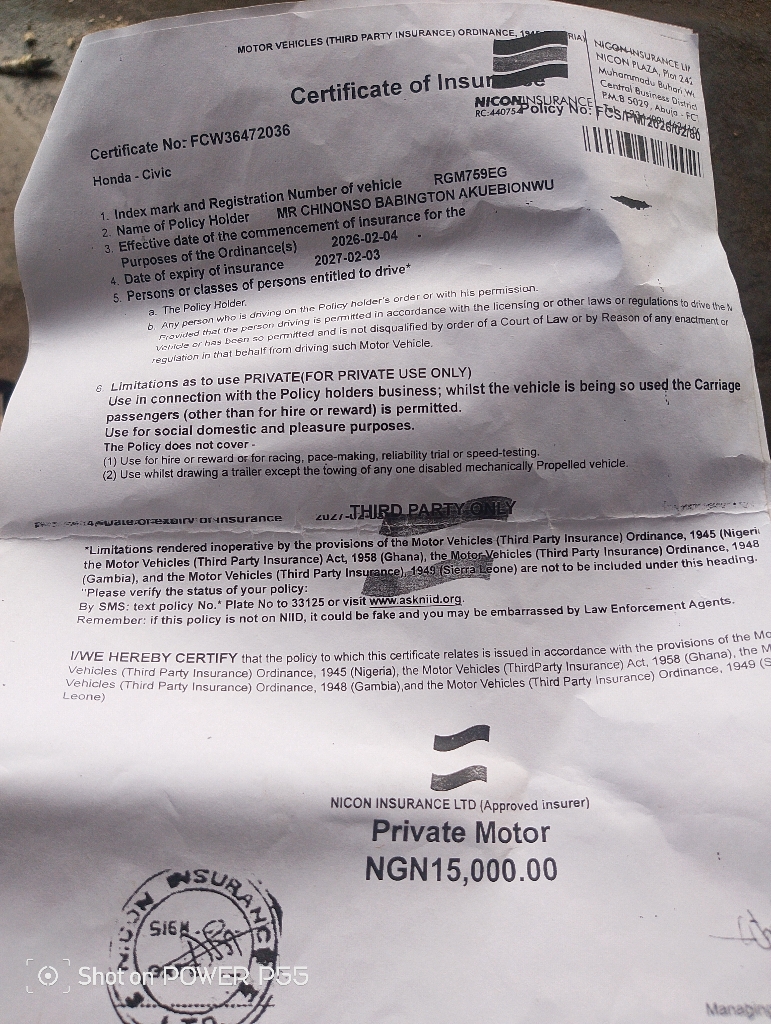 MOTOR VEHICLES (THIRD PARTY INSURANCE) ORDINANCE,
Certificate of Insur
NICON INSURANCE
RC:44075
NICON INSURANCE
NICON PLAZA, Plot 242
Muhammadu Buhari W
Central Business District
P.M.B 5029, Abuja - FC
Policy No: FCS/PM/2026/02/80
Certificate No: FCW36472036
Honda - Civic
1. Index mark and Registration Number of vehicle RGM759EG
2. Name of Policy Holder MR CHINONSO BABINGTON AKUEBIONWU
3. Effective date of the commencement of insurance for the
Purposes of the Ordinance(s) 2026-02-04
4. Date of expiry of insurance 2027-02-03
5. Persons or classes of persons entitled to drive*
a. The Policy Holder.
b. Any person who is driving on the Policy holder's order or with his permission.
Provided that the person driving is permitted in accordance with the licensing or other laws or regulations to drive the M
Vehicle or has been so permitted and is not disqualified by order of a Court of Law or by Reason of any enactment or
regulation in that behalf from driving such Motor Vehicle.
6. Limitations as to use PRIVATE(FOR PRIVATE USE ONLY)
Use in connection with the Policy holders business; whilst the vehicle is being so used the Carriage
passengers (other than for hire or reward) is permitted.
Use for social domestic and pleasure purposes.
The Policy does not cover -
(1) Use for hire or reward or for racing, pace-making, reliability trial or speed-testing.
(2) Use whilst drawing a trailer except the towing of any one disabled mechanically Propelled vehicle.
THIRD PARTY ONLY
*Limitations rendered inoperative by the provisions of the Motor Vehicles (Third Party Insurance) Ordinance, 1945 (Nigeri
the Motor Vehicles (Third Party Insurance) Act, 1958 (Ghana), the Motor Vehicles (Third Party Insurance) Ordinance, 1948
(Gambia), and the Motor Vehicles (Third Party Insurance), 1949 (Sierra Leone) are not to be included under this heading.
"Please verify the status of your policy:
By SMS: text policy No.* Plate No to 33125 or visit www.askniid.org.
Remember: if this policy is not on NIID, it could be fake and you may be embarrassed by Law Enforcement Agents.
I/WE HEREBY CERTIFY that the policy to which this certificate relates is issued in accordance with the provisions of the Mo
Vehicles (Third Party Insurance) Ordinance, 1945 (Nigeria), the Motor Vehicles (ThirdParty Insurance) Act, 1958 (Ghana), the M
Vehicles (Third Party Insurance) Ordinance, 1948 (Gambia),and the Motor Vehicles (Third Party Insurance) Ordinance, 1949 (S
Leone)
NICON INSURANCE LTD (Approved insurer)
Private Motor
NGN15,000.00
NICON INSURANCE
SIGN
LTD
Managing
Shot on POWER P55